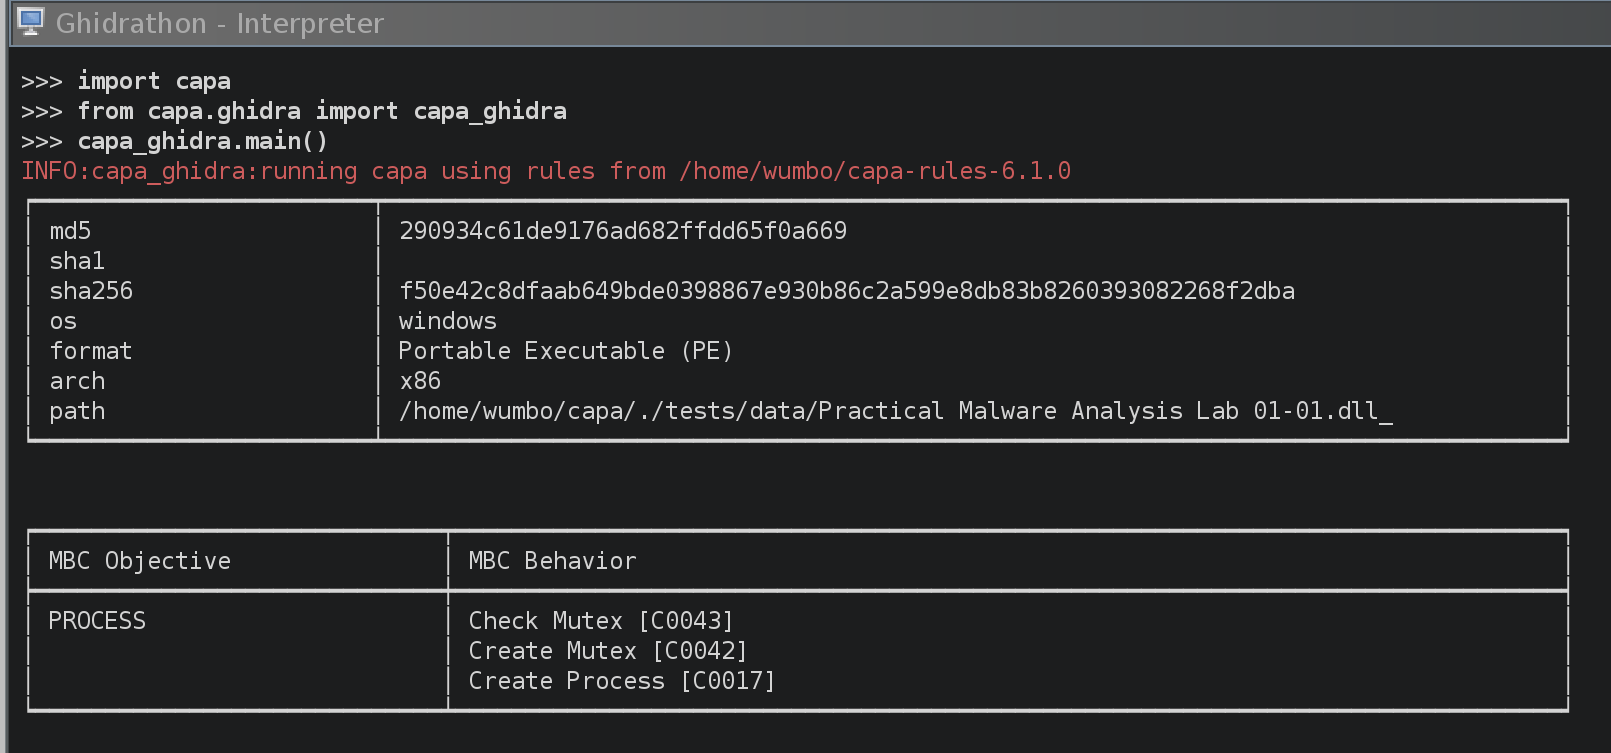 Ghidrathon - Interpreter
>>> import capa
>>> from capa.ghidra import capa_ghidra
>>> capa_ghidra.main()
INFO:capa_ghidra:running capa using rules from /home/wumbo/capa-rules-6.1.0
md5 290934c61de9176ad682ffdd65f0a669
sha1
sha256 f50e42c8dfaab649bde0398867e930b86c2a599e8db83b8260393082268f2dba
os windows
format Portable Executable (PE)
arch x86
path /home/wumbo/capa/./tests/data/Practical Malware Analysis Lab 01-01.dll_
MBC Objective MBC Behavior
PROCESS Check Mutex [C0043]
Create Mutex [C0042]
Create Process [C0017]